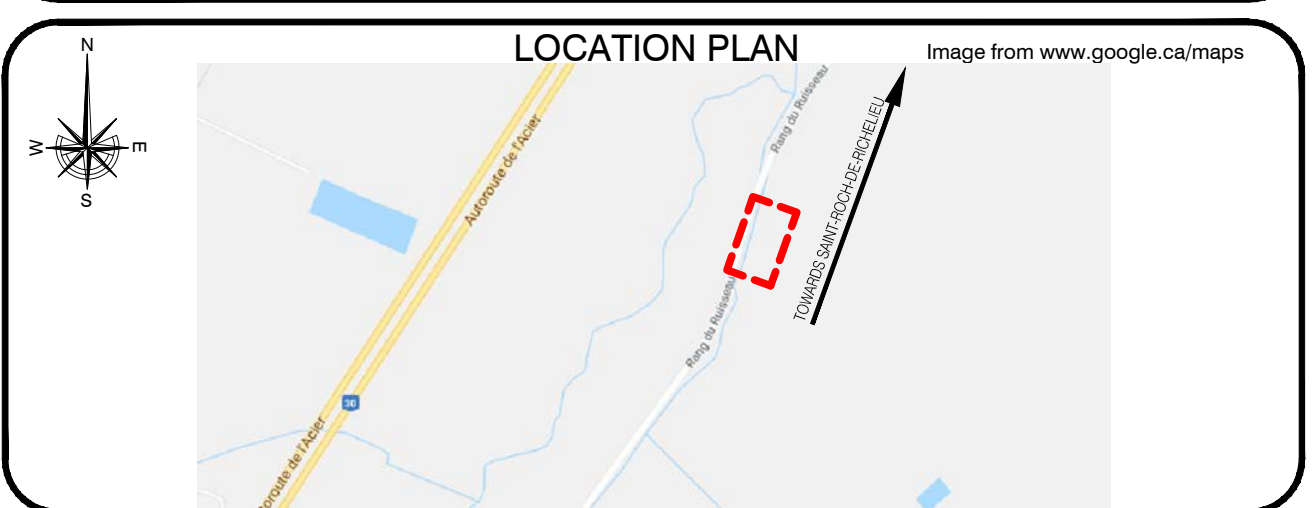 LOCATION PLAN
Image from www.google.ca/maps
N
W
E
S
Autoroute de l'Acier
Rang du Ruisseau
TOWARDS SAINT-ROCH-DE-RICHELIEU
Rang du Ruisseau
30
oroute de l'Acier